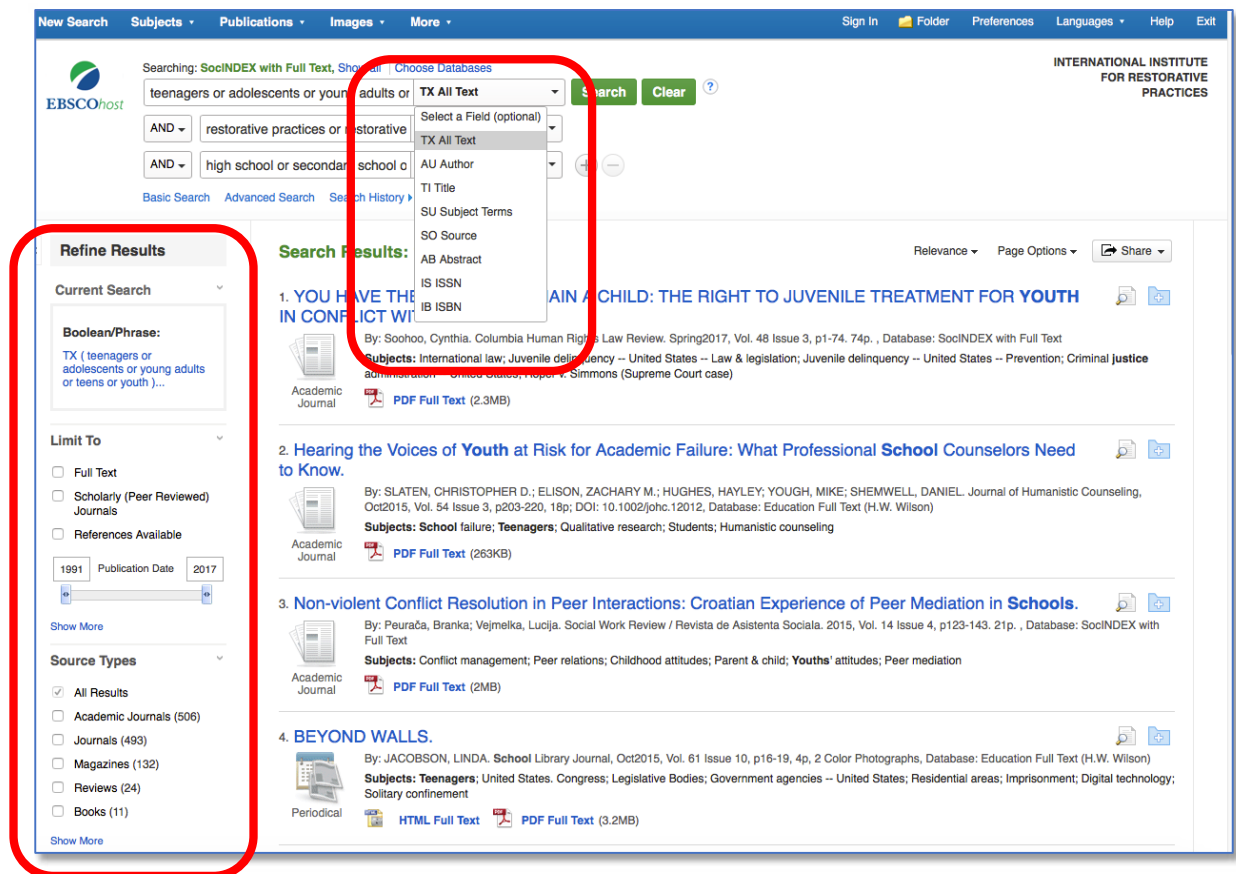 New Search Subjects Publications Images More Sign In Folder Preferences Languages Help Exit
Searching: SocINDEX with Full Text, Show all Choose Databases
INTERNATIONAL INSTITUTE
FOR RESTORATIVE
PRACTICES
EBSCOhost
teenagers or adolescents or young adults or TX All Text Search Clear ?
AND restorative practices or restorative
AND high school or secondary school o
Select a Field (optional)
TX All Text
AU Author
TI Title
SU Subject Terms
SO Source
AB Abstract
IS ISSN
IB ISBN
Basic Search Advanced Search Search History
Refine Results
Current Search
Boolean/Phrase:
TX ( teenagers or
adolescents or young adults
or teens or youth )...
Limit To
Full Text
Scholarly (Peer Reviewed)
Journals
References Available
1991 Publication Date 2017
Show More
Source Types
All Results
Academic Journals (506)
Journals (493)
Magazines (132)
Reviews (24)
Books (11)
Show More
Search Results:
Relevance Page Options Share
1. YOU HAVE THE AIN A CHILD: THE RIGHT TO JUVENILE TREATMENT FOR YOUTH
IN CONFLICT WIT
By: Soohoo, Cynthia. Columbia Human Rights Law Review. Spring2017, Vol. 48 Issue 3, p1-74. 74p. , Database: SocINDEX with Full Text
Subjects: International law; Juvenile delinquency -- United States -- Law & legislation; Juvenile delinquency -- United States -- Prevention; Criminal justice
administration -- United States; Roper v. Simmons (Supreme Court case)
Academic
Journal
PDF Full Text (2.3MB)
2. Hearing the Voices of Youth at Risk for Academic Failure: What Professional School Counselors Need
to Know.
By: SLATEN, CHRISTOPHER D.; ELISON, ZACHARY M.; HUGHES, HAYLEY; YOUGH, MIKE; SHEMWELL, DANIEL. Journal of Humanistic Counseling,
Oct2015, Vol. 54 Issue 3, p203-220, 18p; DOI: 10.1002/johc.12012, Database: Education Full Text (H.W. Wilson)
Subjects: School failure; Teenagers; Qualitative research; Students; Humanistic counseling
Academic
Journal
PDF Full Text (263KB)
3. Non-violent Conflict Resolution in Peer Interactions: Croatian Experience of Peer Mediation in Schools.
By: Peurača, Branka; Vejmelka, Lucija. Social Work Review / Revista de Asistenta Sociala. 2015, Vol. 14 Issue 4, p123-143. 21p. , Database: SocINDEX with
Full Text
Subjects: Conflict management; Peer relations; Childhood attitudes; Parent & child; Youths' attitudes; Peer mediation
Academic
Journal
PDF Full Text (2MB)
4. BEYOND WALLS.
By: JACOBSON, LINDA. School Library Journal, Oct2015, Vol. 61 Issue 10, p16-19, 4p, 2 Color Photographs, Database: Education Full Text (H.W. Wilson)
Subjects: Teenagers; United States. Congress; Legislative Bodies; Government agencies -- United States; Residential areas; Imprisonment; Digital technology;
Solitary confinement
Periodical
HTML Full Text PDF Full Text (3.2MB)